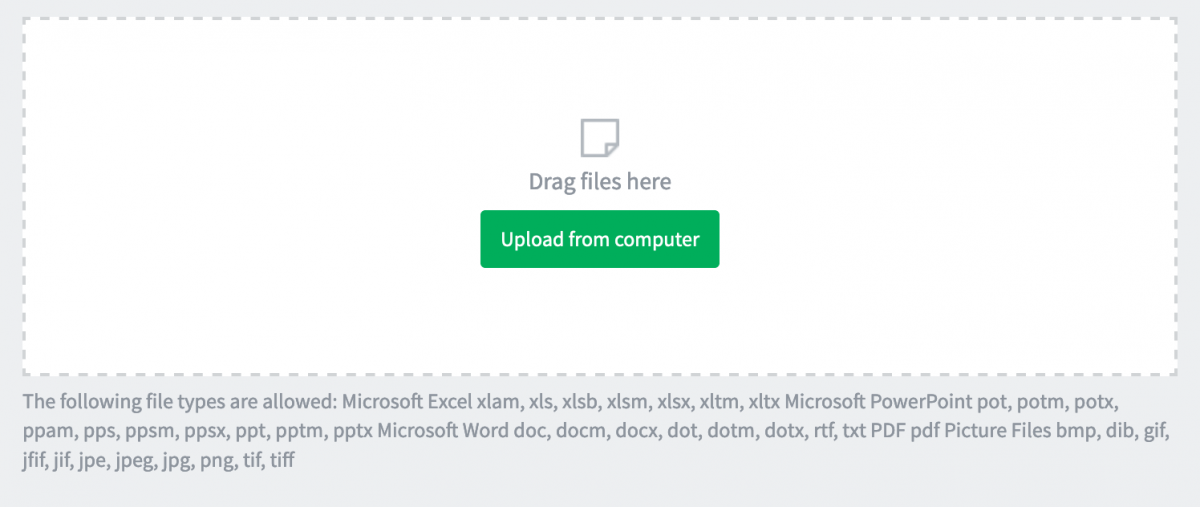 Drag files here
Upload from computer
The following file types are allowed: Microsoft Excel xlam, xls, xlsb, xlsm, xlsx, xltm, xltx Microsoft PowerPoint pot, potm, potx,
ppam, pps, ppsm, ppsx, ppt, pptm, pptx Microsoft Word doc, docm, docx, dot, dotm, dotx, rtf, txt PDF pdf Picture Files bmp, dib, gif,
jfif, jif, jpe, jpeg, jpg, png, tif, tiff